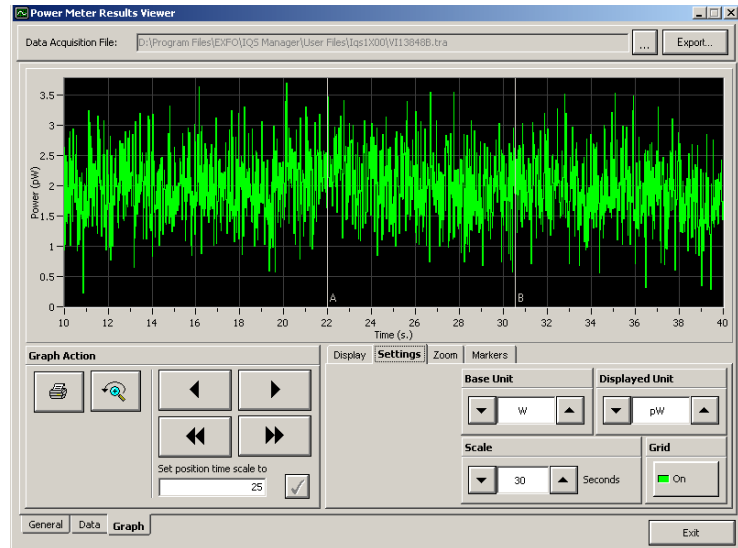 Power Meter Results Viewer
Data Acquisition File: D:\Program Files\EXFO\IQS Manager\User Files\Iqs1X00\VI13848B.tra ... Export...
3.5
3
2.5
2
1.5
1
0.5
0
Power (pW)
A B
10 12 14 16 18 20 22 24 26 28 30 32 34 36 38 40
Time (s.)
Graph Action
Set position time scale to
25
Display Settings Zoom Markers
Base Unit Displayed Unit
W pW
Scale Grid
30 Seconds On
General Data Graph
Exit